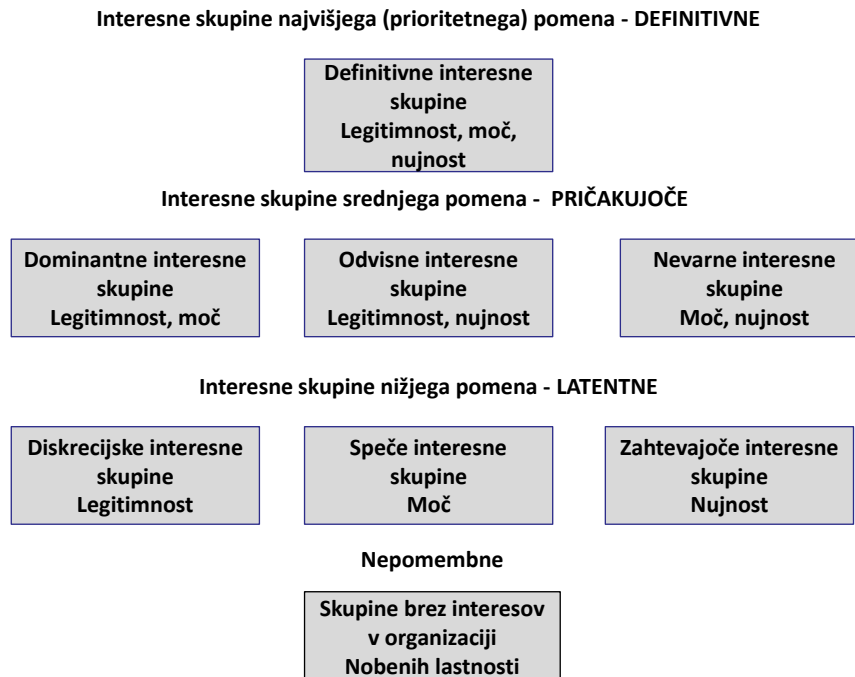 Interesne skupine najvišjega (prioritetnega) pomena - DEFINITIVNE
Definitivne interesne
skupine
Legitimnost, moč,
nujnost
Interesne skupine srednjega pomena - PRIČAKUJOČE
Dominantne interesne
skupine
Legitimnost, moč
Odvisne interesne
skupine
Legitimnost, nujnost
Nevarne interesne
skupine
Moč, nujnost
Interesne skupine nižjega pomena - LATENTNE
Diskrecijske interesne
skupine
Legitimnost
Speče interesne
skupine
Moč
Zahtevajoče interesne
skupine
Nujnost
Nepomembne
Skupine brez interesov
v organizaciji
Nobenih lastnosti